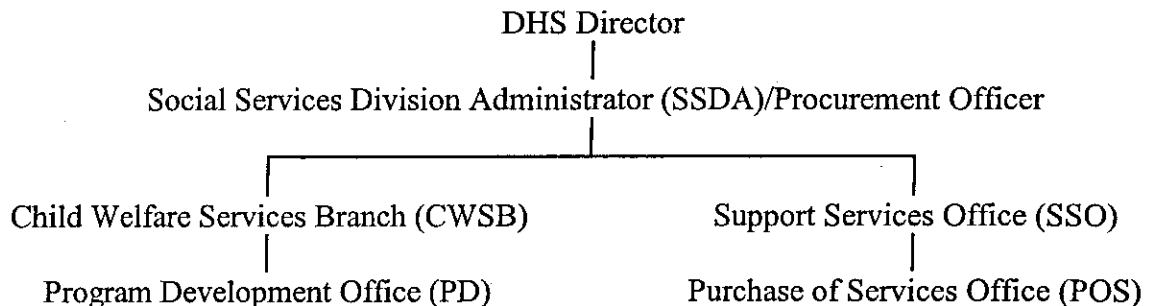 DHS Director
Social Services Division Administrator (SSDA)/Procurement Officer
Child Welfare Services Branch (CWSB)
Support Services Office (SSO)
Program Development Office (PD)
Purchase of Services Office (POS)